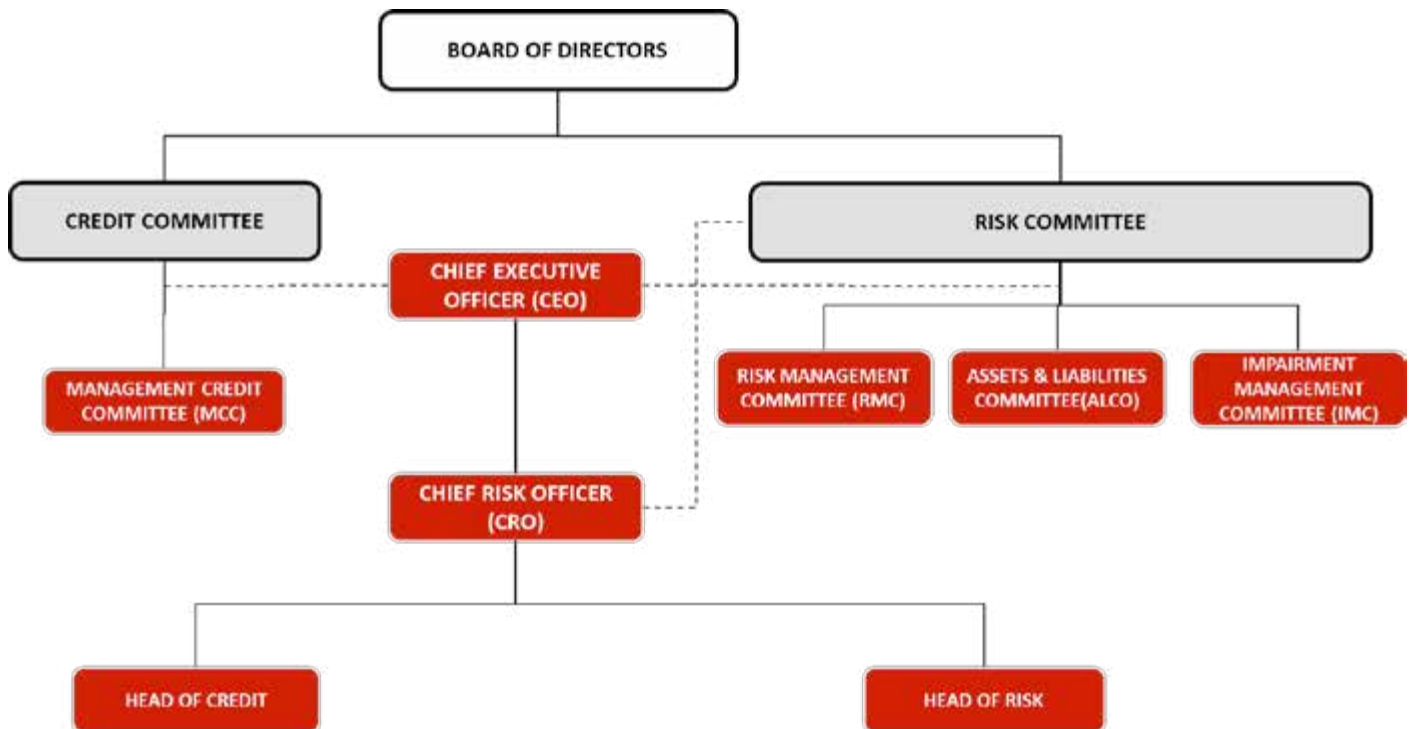 BOARD OF DIRECTORS
CREDIT COMMITTEE
RISK COMMITTEE
CHIEF EXECUTIVE
OFFICER (CEO)
MANAGEMENT CREDIT
COMMITTEE (MCC)
RISK MANAGEMENT
COMMITTEE (RMC)
ASSETS & LIABILITIES
COMMITTEE(ALCO)
IMPAIRMENT
MANAGEMENT
COMMITTEE (IMC)
CHIEF RISK OFFICER
(CRO)
HEAD OF CREDIT
HEAD OF RISK